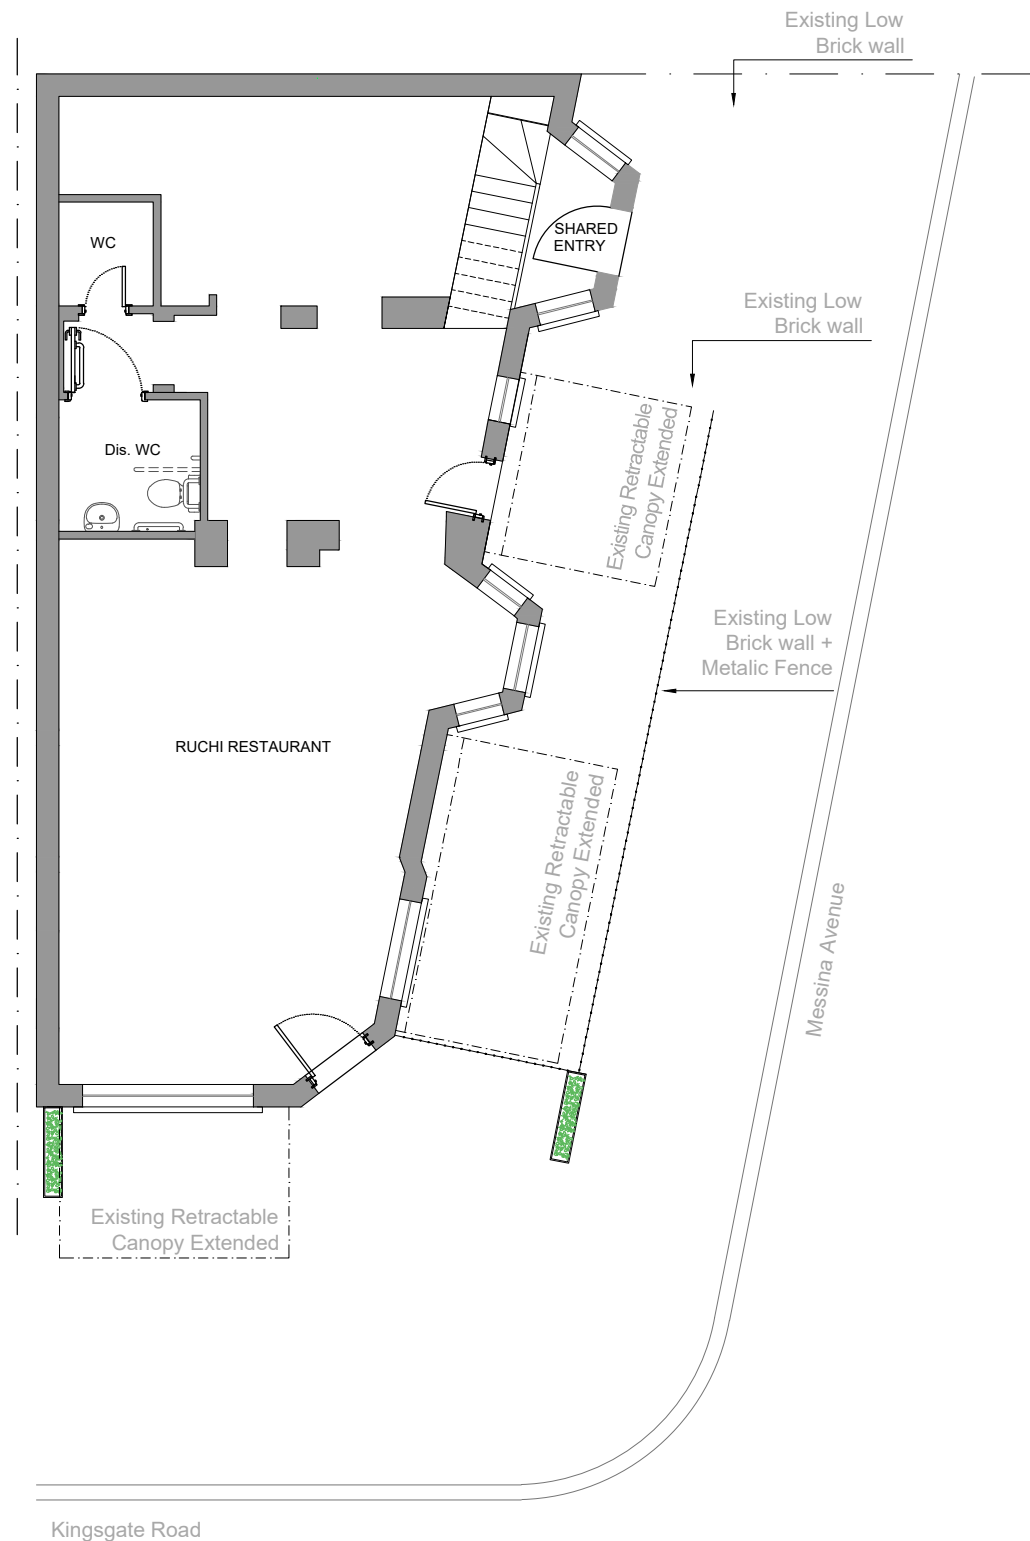 Existing Low
Brick wall
SHARED
ENTRY
WC
Existing Low
Brick wall
Existing Retractable
Canopy Extended
Dis. WC
Existing Low
Brick wall +
Metalic Fence
RUCHI RESTAURANT
Existing Retractable
Canopy Extended
Messina Avenue
Existing Retractable
Canopy Extended
Kingsgate Road